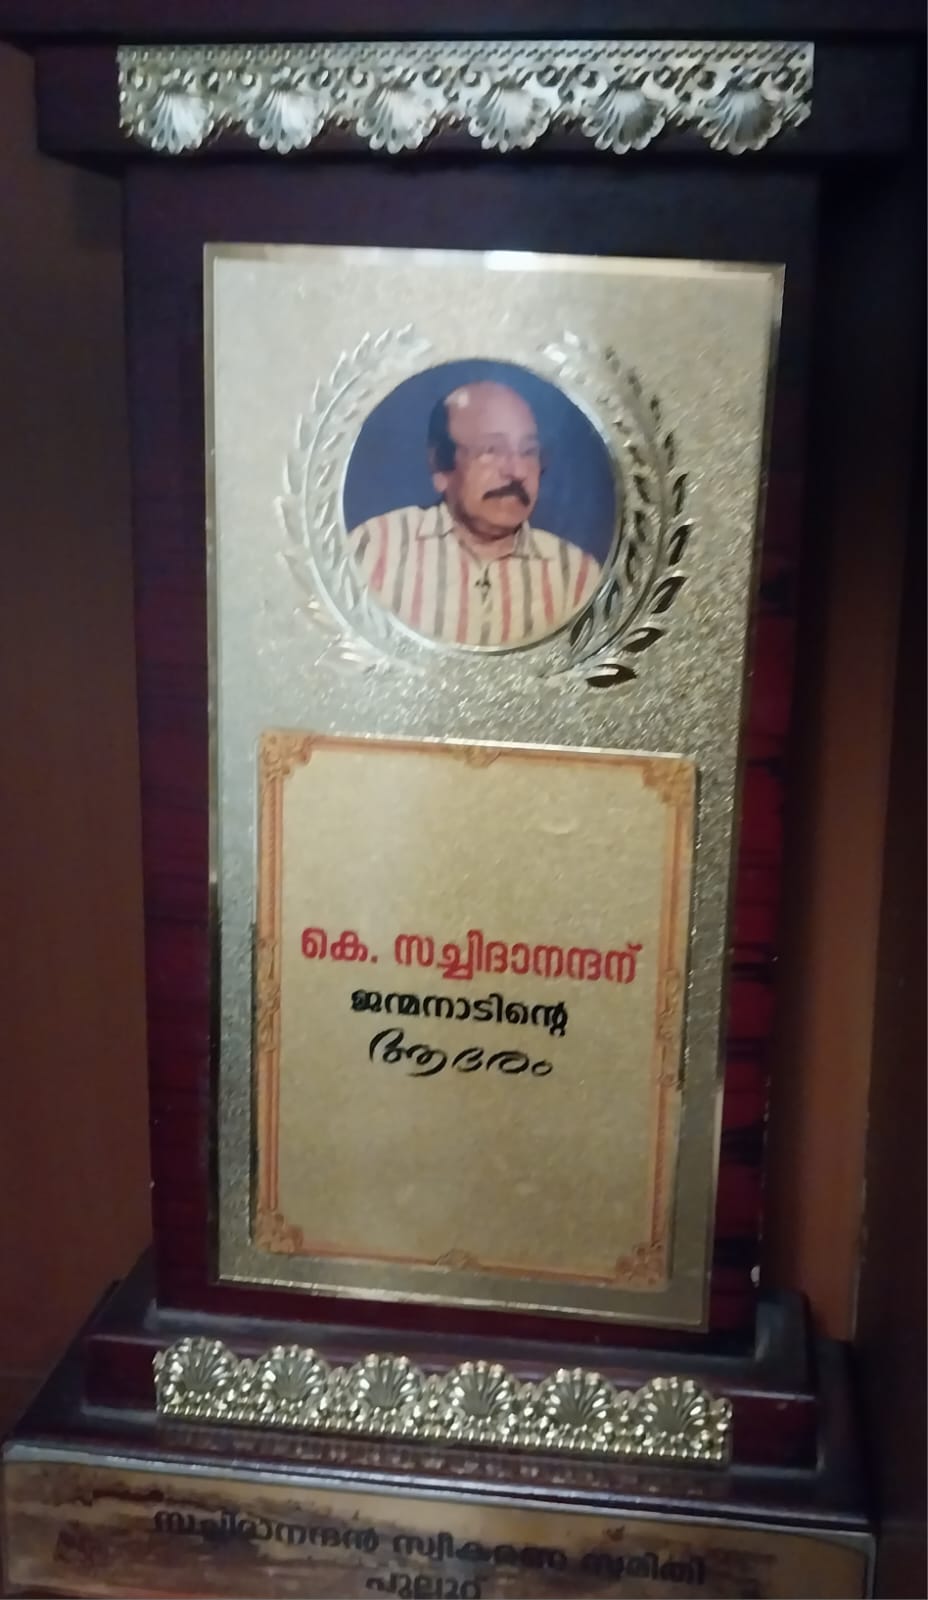 കെ. സച്ചിദാനന്ദന്
ജന്മനാടിന്റെ
ആദരം
സച്ചിദാനന്ദൻ സ്വീകരണ സമിതി
പുല്ലൂറ്റ്